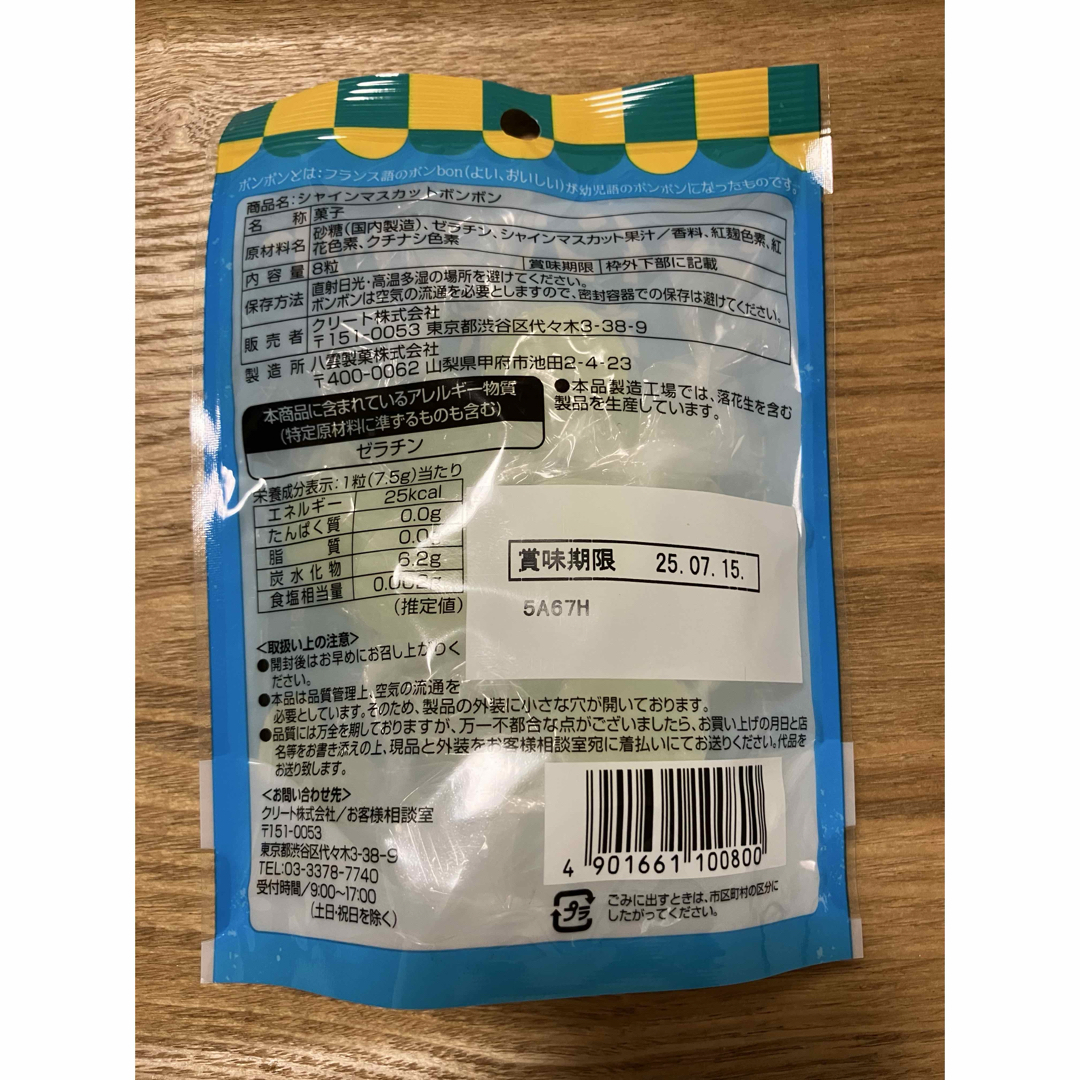 ボンボンとは:フランス語のボンbon(よい、おいしい)が幼児語のボンボンになったものです。
商品名:シャインマスカットボンボン
名称 菓子
原材料名 砂糖(国内製造)、ゼラチン、シャインマスカット果汁/香料、紅麹色素、紅
花色素、クチナシ色素
内容量 8粒 賞味期限 枠外下部に記載
保存方法 直射日光・高温多湿の場所を避けてください。
ボンボンは空気の流通を必要としますので、密封容器での保存は避けてください。
販売者 クリート株式会社
〒151-0053 東京都渋谷区代々木3-38-9
製造所 八雲製菓株式会社
〒400-0062 山梨県甲府市池田2-4-23
本商品に含まれているアレルギー物質
(特定原材料に準ずるものも含む)
ゼラチン
●本品製造工場では、落花生を含む
製品を生産しています。
栄養成分表示:1粒(7.5g)当たり
エネルギー 25kcal
たんぱく質 0.0g
脂質 0.0g
炭水化物 6.2g
食塩相当量 0.002g
(推定値)
賞味期限 25.07.15.
5A67H
<取扱い上の注意>
●開封後はお早めにお召し上がりく
ださい。
●本品は品質管理上、空気の流通を
必要としています。そのため、製品の外装に小さな穴が開いております。
●品質には万全を期しておりますが、万一不都合な点がございましたら、お買い上げの月日と店
名等をお書き添えの上、現品と外装をお客様相談室宛に着払いにてお送りください。代品を
お送り致します。
<お問い合わせ先>
クリート株式会社/お客様相談室
〒151-0053
東京都渋谷区代々木3-38-9
TEL:03-3378-7740
受付時間/9:00〜17:00
(土日・祝日を除く)
4 901661 100800
プラ
ごみに出すときは、市区町村の区分に
したがってください。